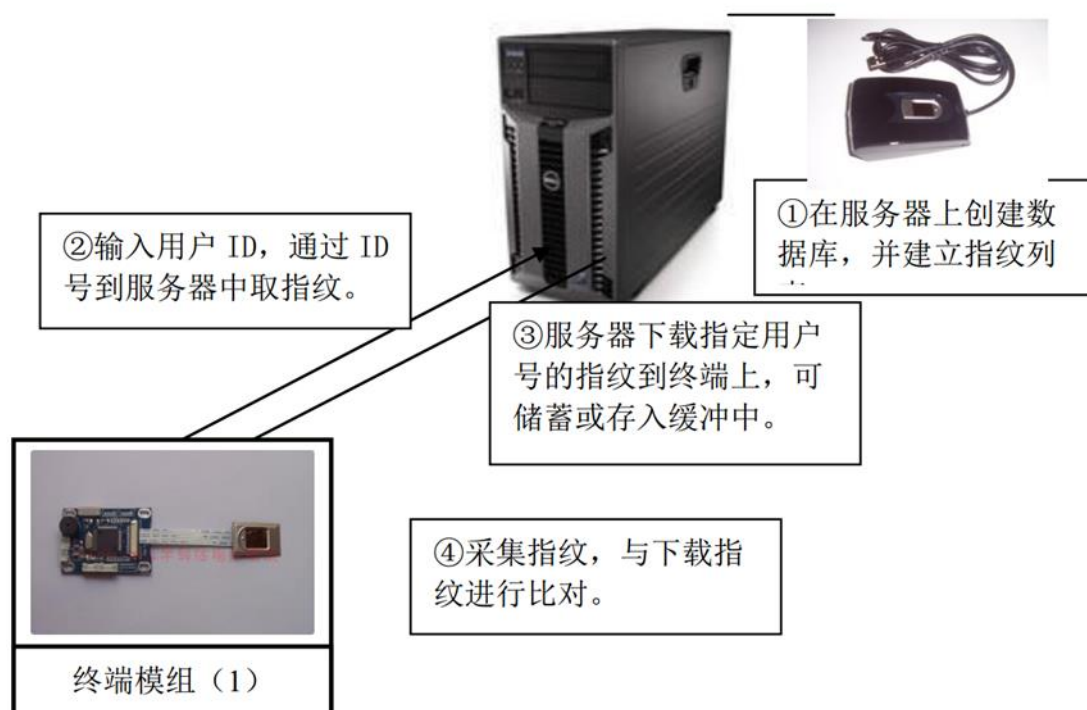 ①在服务器上创建数
据库，并建立指纹列
②输入用户 ID，通过 ID
号到服务器中取指纹。
③服务器下载指定用户
号的指纹到终端上，可
储蓄或存入缓冲中。
④采集指纹，与下载指
纹进行比对。
终端模组（1）